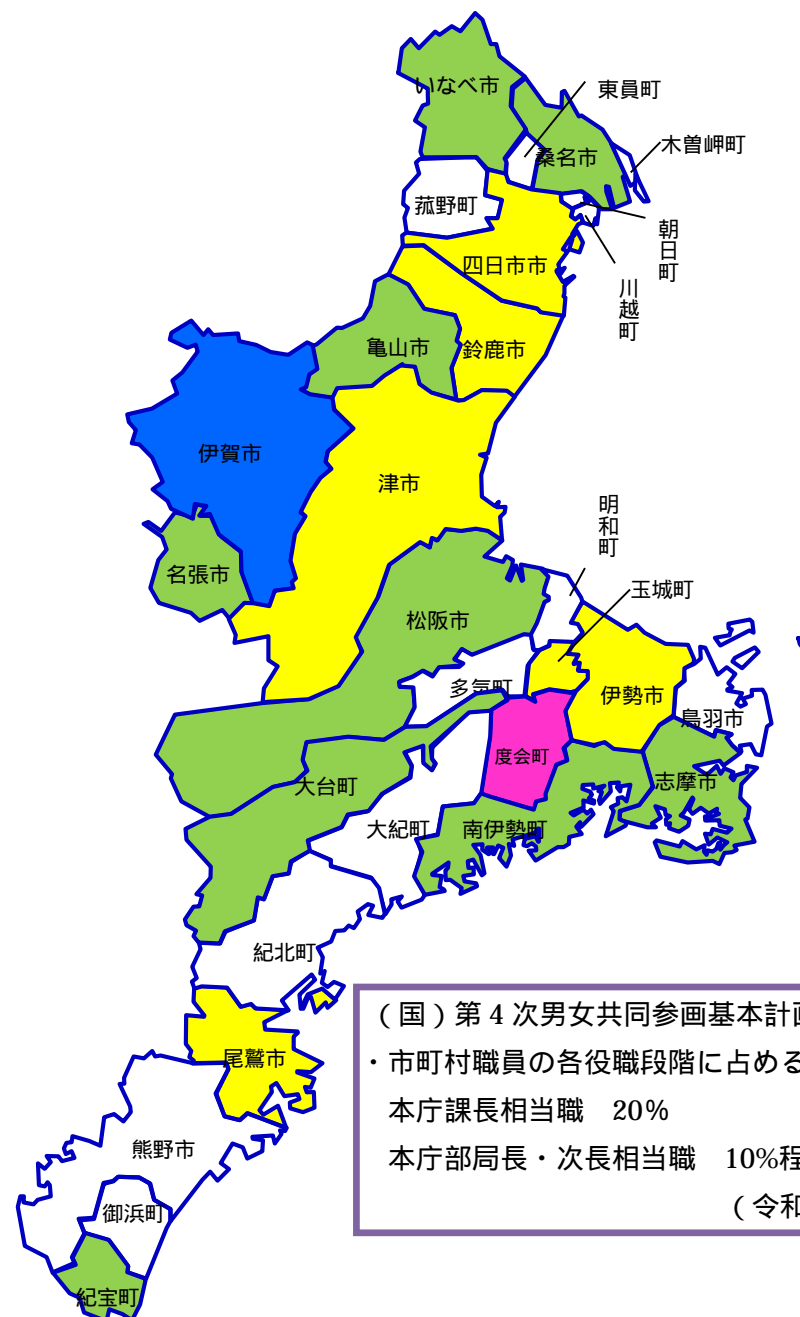 いなべ市
東員町
桑名市
木曽岬町
菰野町
朝日町
四日市市
川越町
亀山市
鈴鹿市
伊賀市
津市
明和町
名張市
玉城町
松阪市
多気町
伊勢市
鳥羽市
度会町
志摩市
大台町
大紀町
南伊勢町
紀北町
尾鷲市
熊野市
御浜町
紀宝町
（国）第４次男女共同参画基本計画
・市町村職員の各役職段階に占める
本庁課長相当職　20％
本庁部局長・次長相当職　10%程
（令和